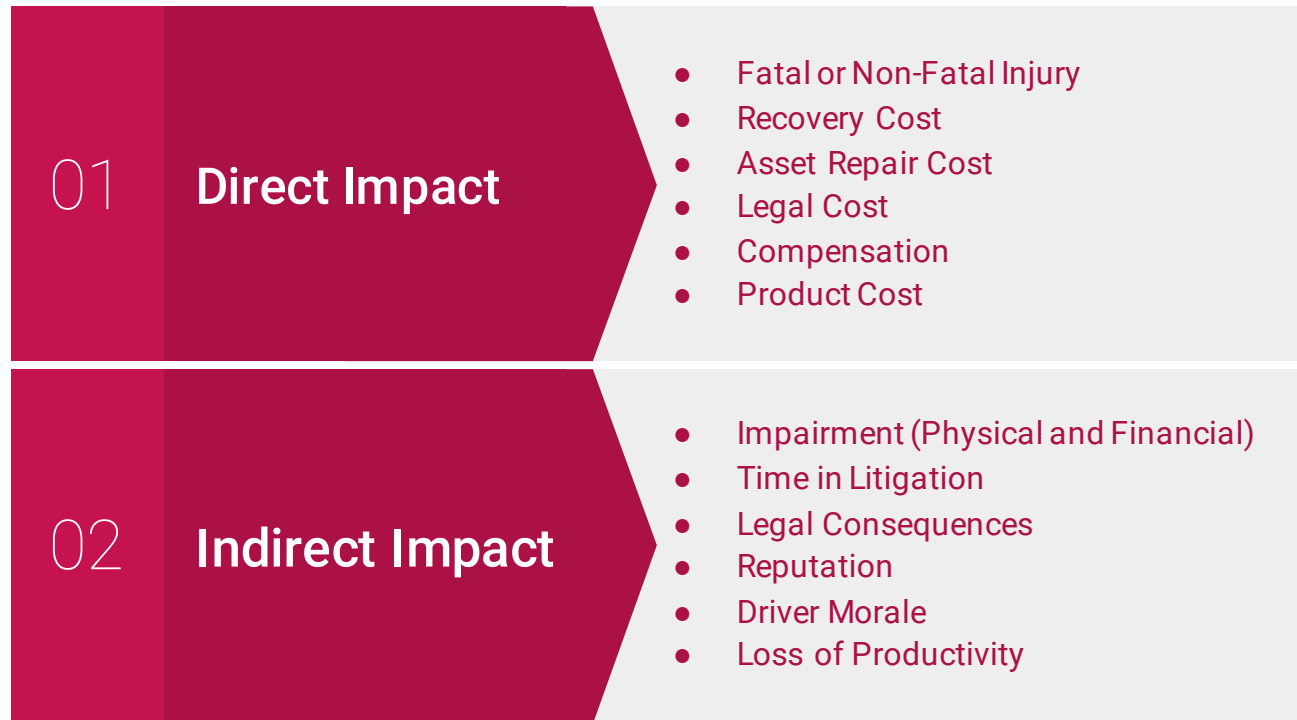 01
Direct Impact
● Fatal or Non-Fatal Injury
● Recovery Cost
● Asset Repair Cost
● Legal Cost
● Compensation
● Product Cost
02
Indirect Impact
● Impairment (Physical and Financial)
● Time in Litigation
● Legal Consequences
● Reputation
● Driver Morale
● Loss of Productivity